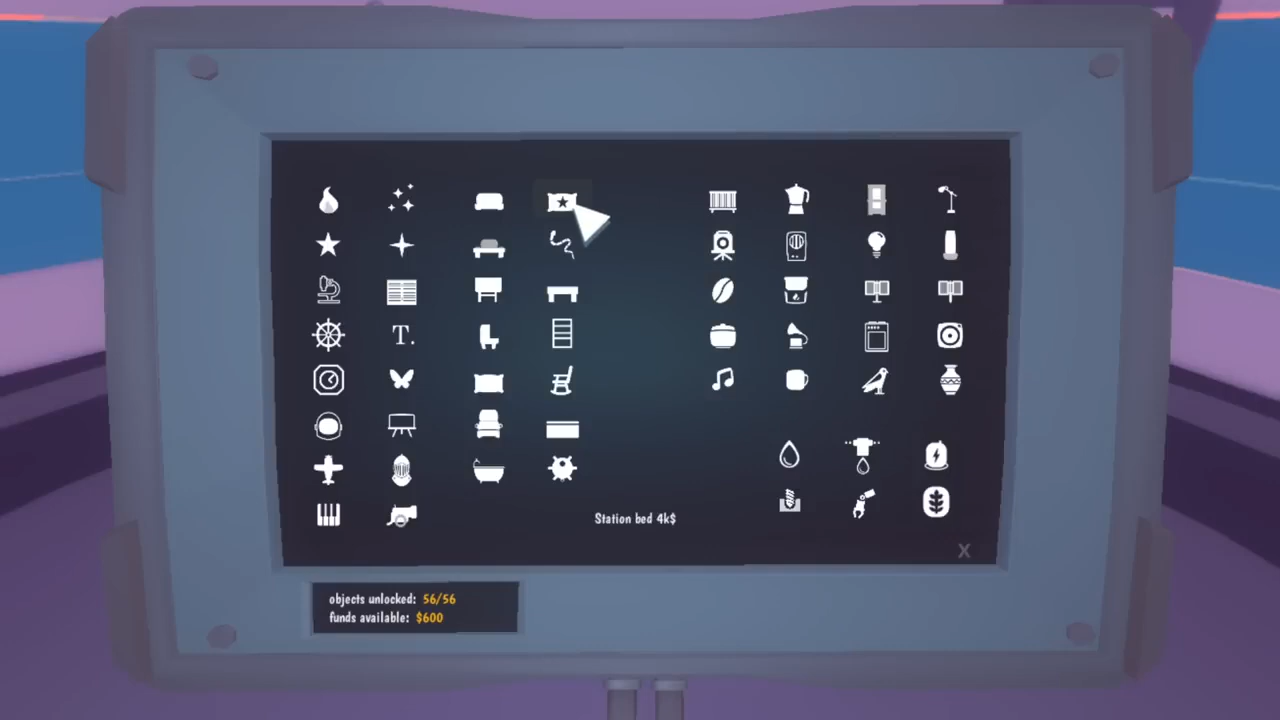 T.
Station bed 4k$
X
objects unlocked: 56/56
funds available: $600